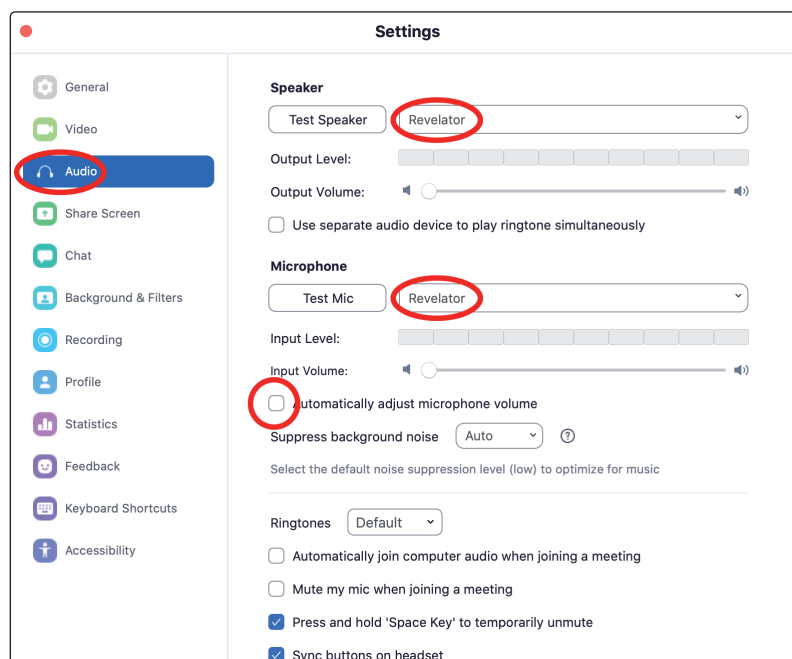 Settings
General
Video
Audio
Share Screen
Chat
Background & Filters
Recording
Profile
Statistics
Feedback
Keyboard Shortcuts
Accessibility
Speaker
Test Speaker
Revelator
Output Level:
Output Volume:
Use separate audio device to play ringtone simultaneously
Microphone
Test Mic
Revelator
Input Level:
Input Volume:
Automatically adjust microphone volume
Suppress background noise Auto ?
Select the default noise suppression level (low) to optimize for music
Ringtones Default
Automatically join computer audio when joining a meeting
Mute my mic when joining a meeting
Press and hold 'Space Key' to temporarily unmute
Sync buttons on headset